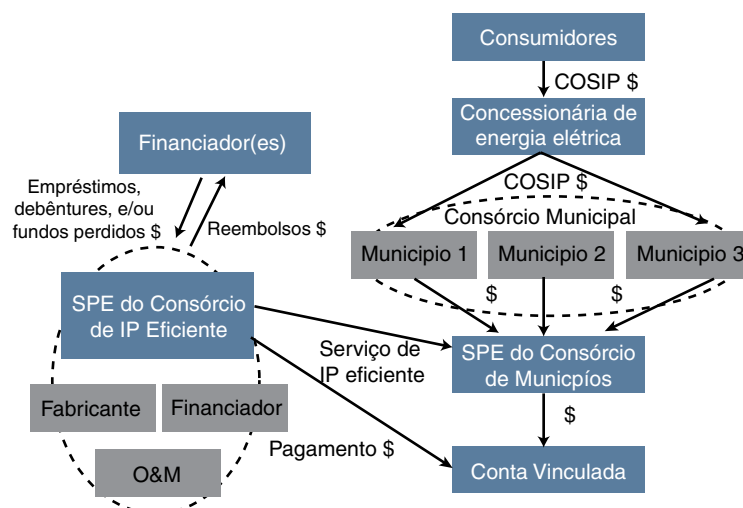 Consumidores
COSIP $
Concessionária de
energia elétrica
Financiador(es)
COSIP $
Empréstimos,
debêntures, e/ou
fundos perdidos $
Reembolsos $
Consórcio Municipal
Municipio 1
Municipio 2
Municipio 3
$
$
SPE do Consórcio
de IP Eficiente
Serviço de
IP eficiente
SPE do Consórcio
de Municpíos
Fabricante
Financiador
$
Pagamento $
O&M
Conta Vinculada